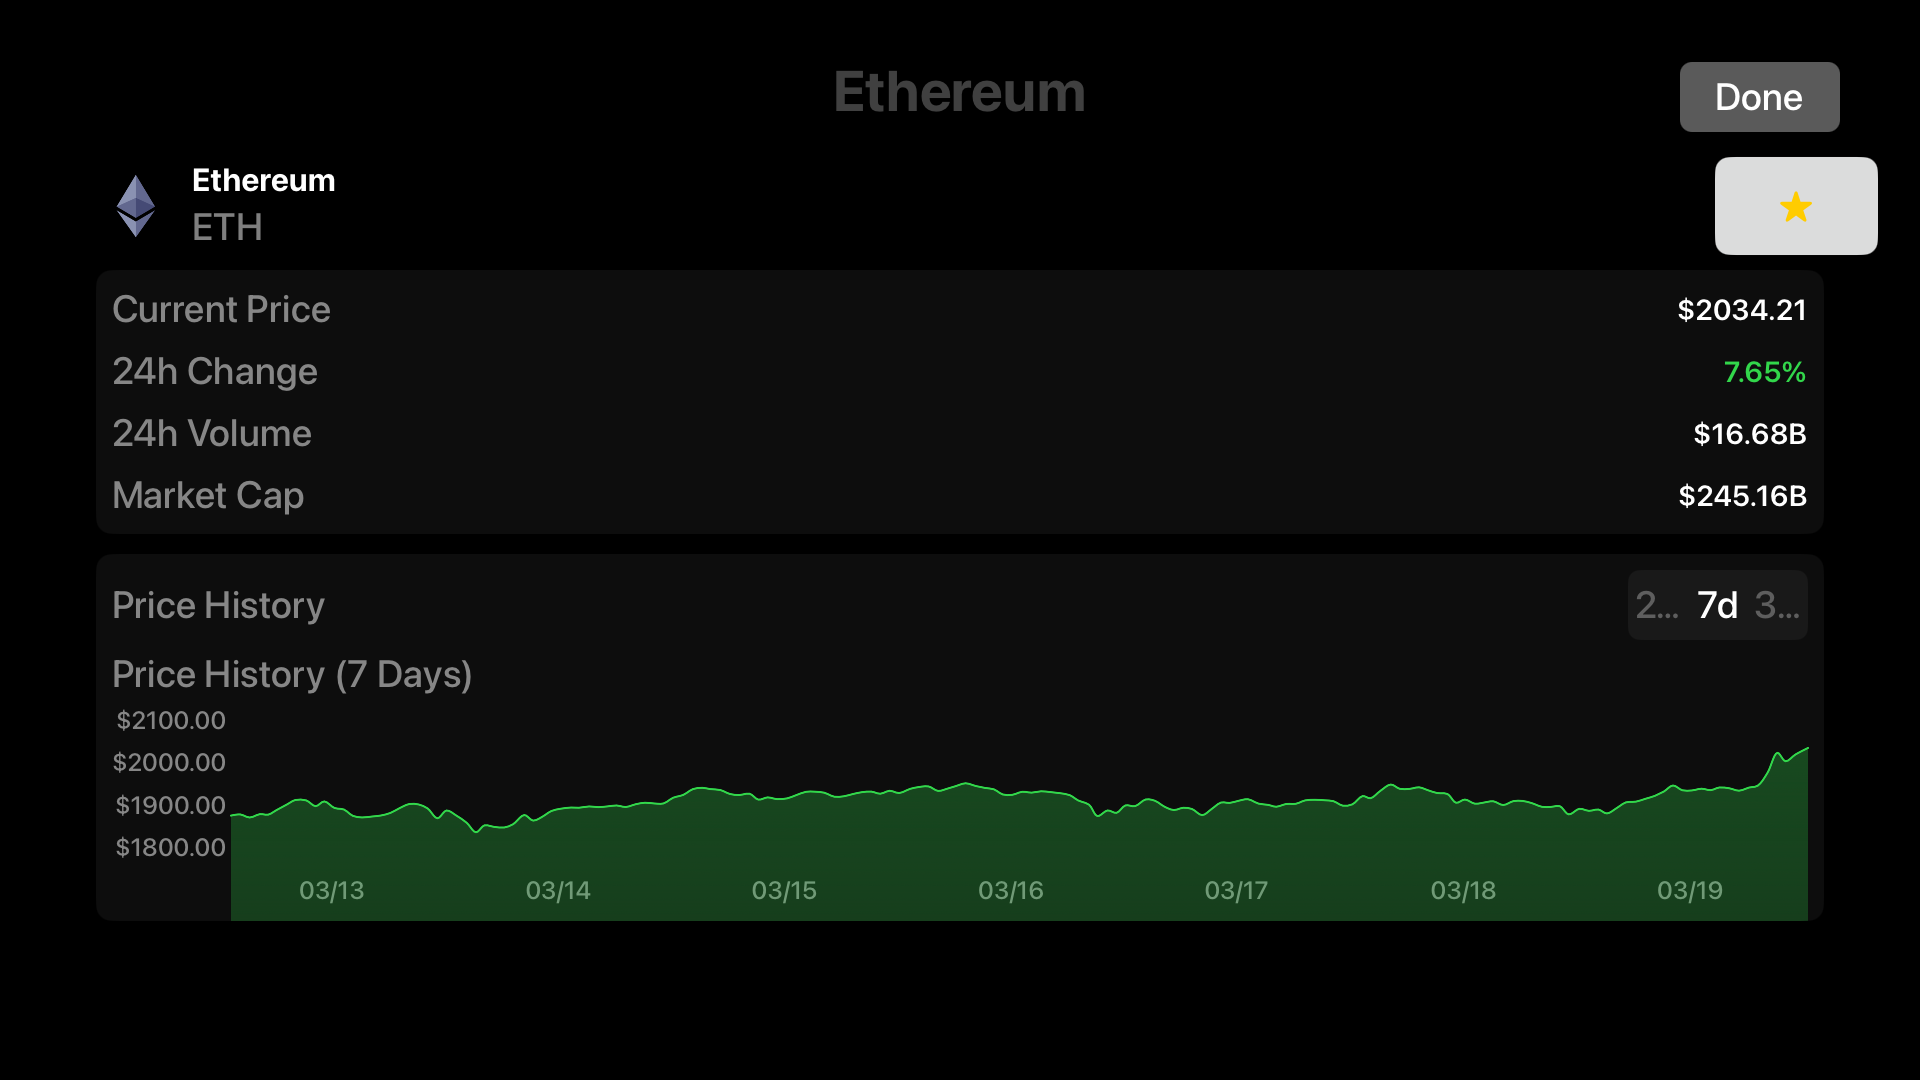 Ethereum
Done
Ethereum
ETH
Current Price $2034.21
24h Change 7.65%
24h Volume $16.68B
Market Cap $245.16B
Price History 2... 7d 3...
Price History (7 Days)
$2100.00
$2000.00
$1900.00
$1800.00
03/13 03/14 03/15 03/16 03/17 03/18 03/19